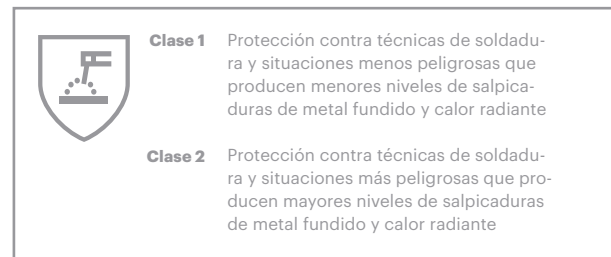 Clase 1 Protección contra técnicas de soldadu-
ra y situaciones menos peligrosas que
producen menores niveles de salpica-
duras de metal fundido y calor radiante
Clase 2 Protección contra técnicas de soldadu-
ra y situaciones más peligrosas que pro-
ducen mayores niveles de salpicaduras
de metal fundido y calor radiante